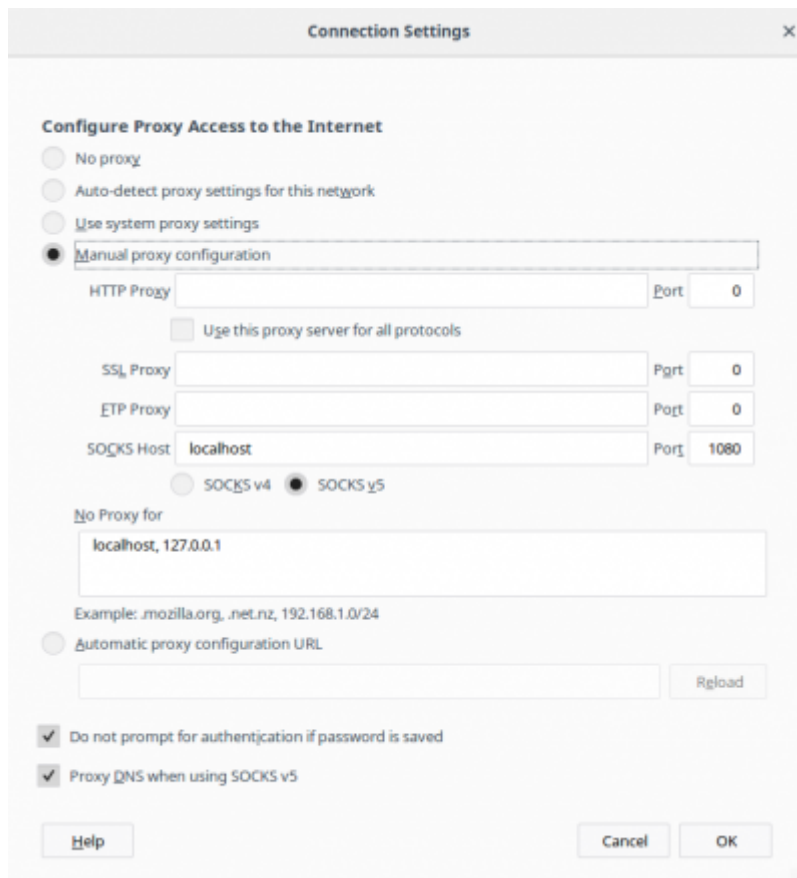 Connection Settings ×
Configure Proxy Access to the Internet
No proxy
Auto-detect proxy settings for this network
Use system proxy settings
Manual proxy configuration
HTTP Proxy Port 0
Use this proxy server for all protocols
SSL Proxy Port 0
FTP Proxy Port 0
SOCKS Host localhost Port 1080
SOCKS v4 SOCKS v5
No Proxy for
localhost, 127.0.0.1
Example: .mozilla.org, .net.nz, 192.168.1.0/24
Automatic proxy configuration URL
Reload
Do not prompt for authentication if password is saved
Proxy DNS when using SOCKS v5
Help Cancel OK